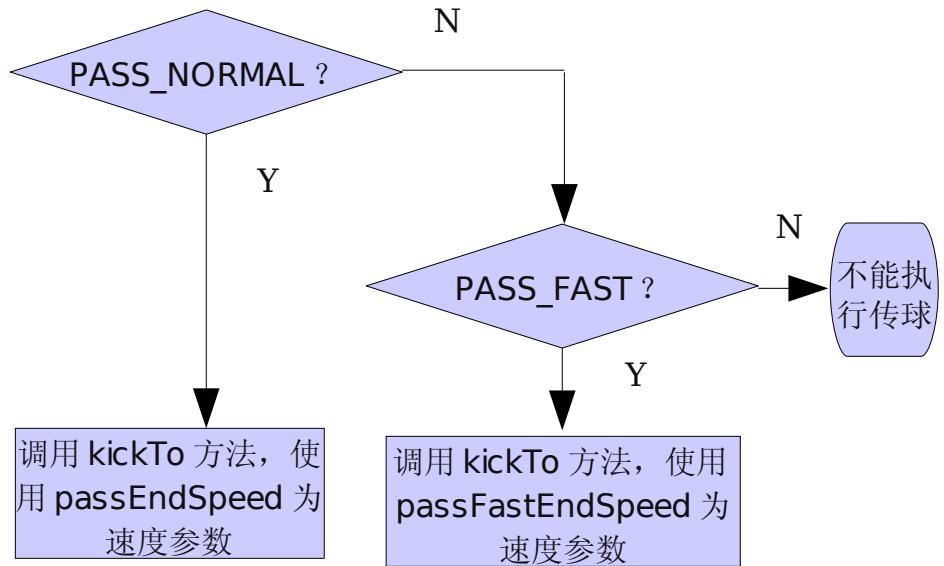 N
PASS_NORMAL？
Y
N
PASS_FAST？
不能执
行传球
Y
调用 kickTo 方法，使
用 passEndSpeed 为
速度参数
调用 kickTo 方法，使用
passFastEndSpeed 为
速度参数